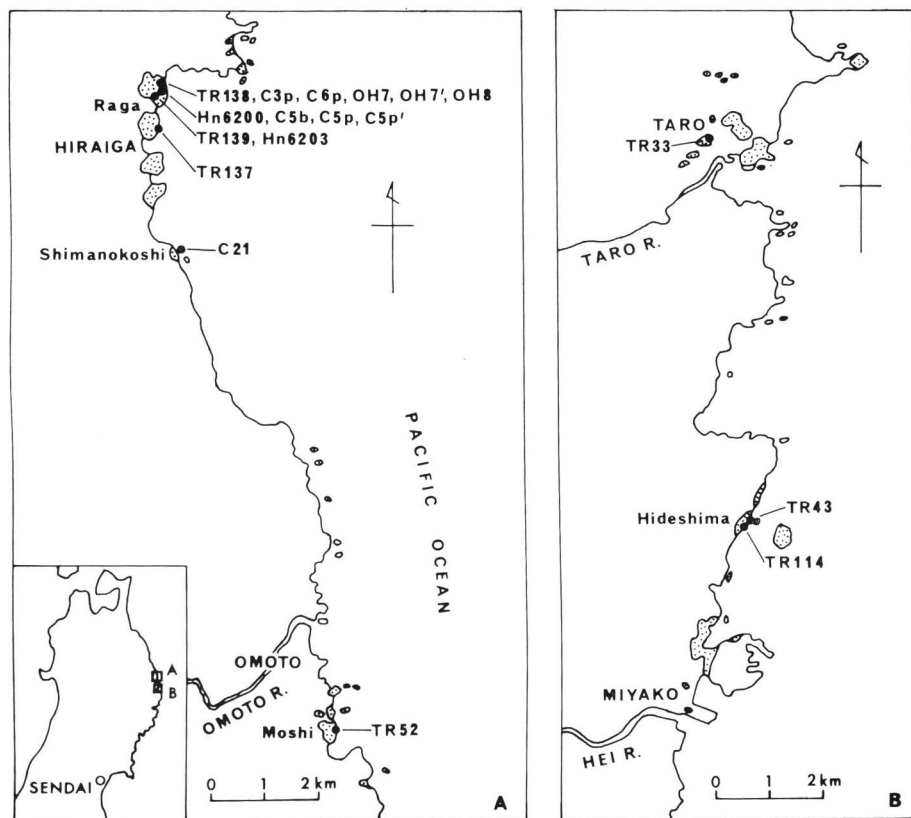 TR138, C3p, C6p, OH7, OH7′, OH8
Raga
Hn6200, C5b, C5p, C5p′
TR139, Hn6203
HIRAIGA
TR137
Shimanokoshi
C21
PACIFIC OCEAN
A
B
SENDAI
OMOTO
OMOTO R.
Moshi
TR52
0 1 2 km
A
TARO
TR33
TARO R.
Hideshima
TR43
TR114
MIYAKO
HEI R.
0 1 2 km
B